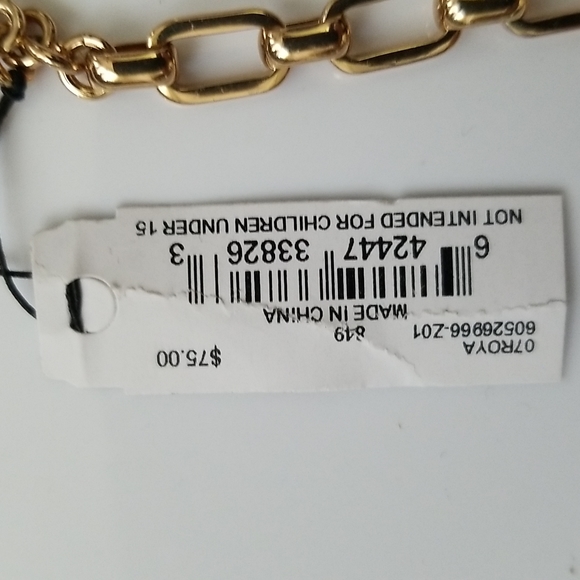 07ROYA
60526966-Z01
$75.00
849
MADE IN CHINA
6 42447 33826 3
NOT INTENDED FOR CHILDREN UNDER 15